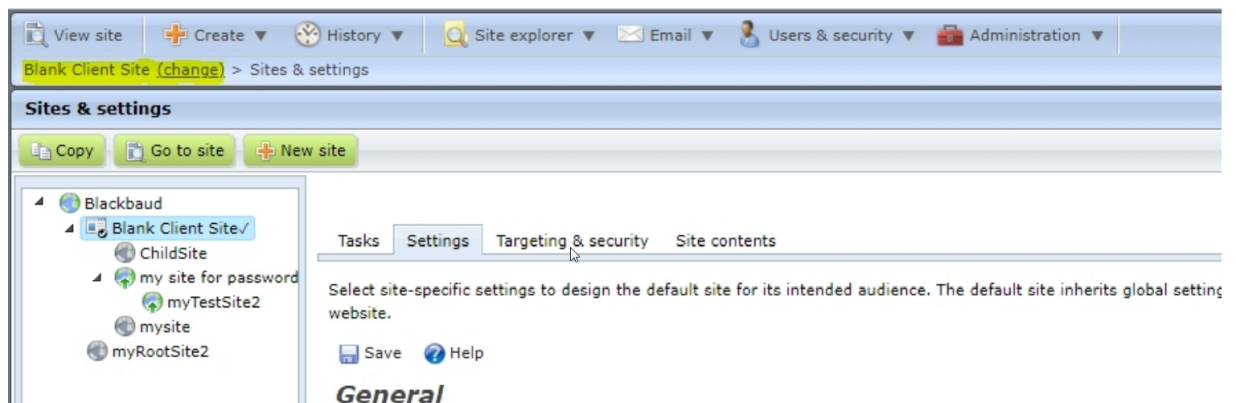 View site Create ▼ History ▼ Site explorer ▼ Email ▼ Users & security ▼ Administration ▼
Blank Client Site (change) > Sites & settings
Sites & settings
Copy Go to site New site
Blackbaud
Blank Client Site✓
ChildSite
my site for password
myTestSite2
mysite
myRootSite2
Tasks Settings Targeting & security Site contents
Select site-specific settings to design the default site for its intended audience. The default site inherits global setting
website.
Save Help
General